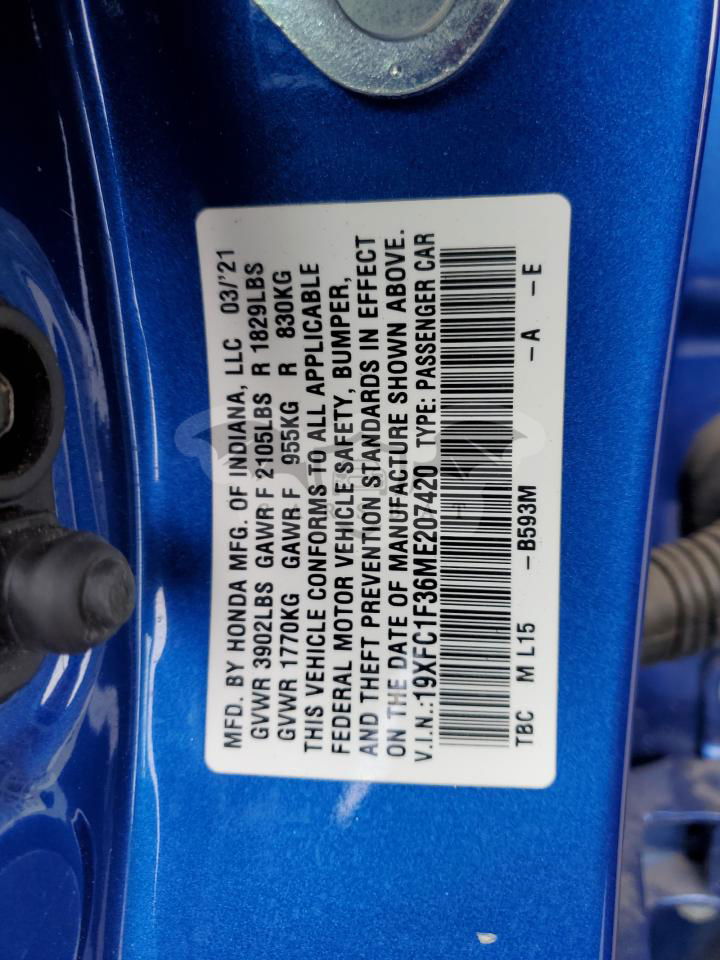 MFD. BY HONDA MFG. OF INDIANA, LLC 03/'21
GVWR 3902LBS GAWR F 2105LBS R 1829LBS
GVWR 1770KG GAWR F 955KG R 830KG
THIS VEHICLE CONFORMS TO ALL APPLICABLE
FEDERAL MOTOR VEHICLE SAFETY, BUMPER,
AND THEFT PREVENTION STANDARDS IN EFFECT
ON THE DATE OF MANUFACTURE SHOWN ABOVE.
V.I.N.:19XFC1F36ME207420 TYPE: PASSENGER CAR
TBC M L15 -B593M -A -E